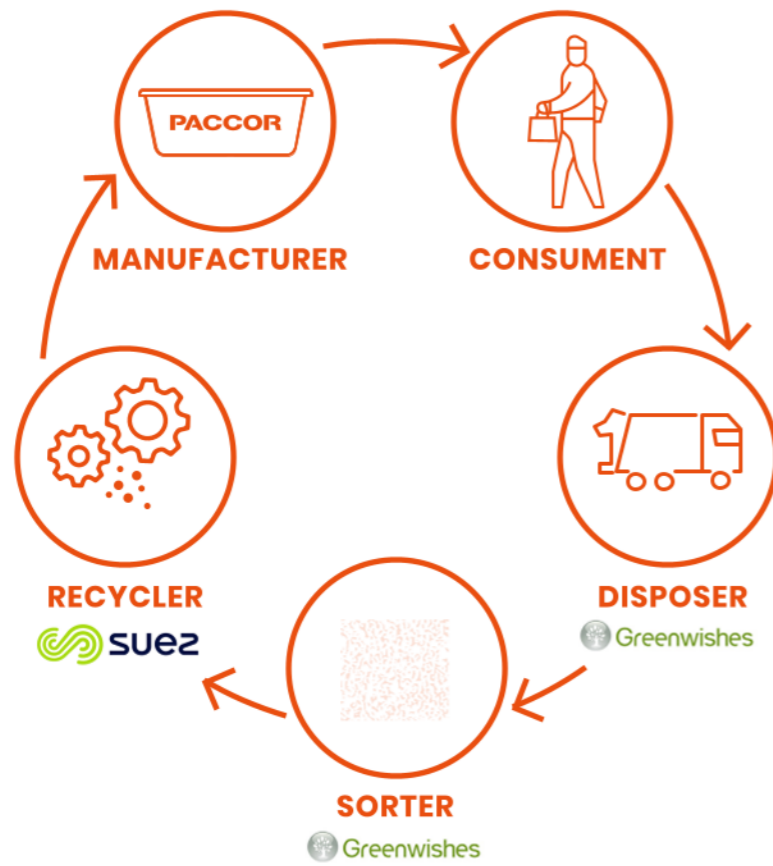 PACCOR
MANUFACTURER
CONSUMENT
RECYCLER
suez
DISPOSER
Greenwishes
SORTER
Greenwishes